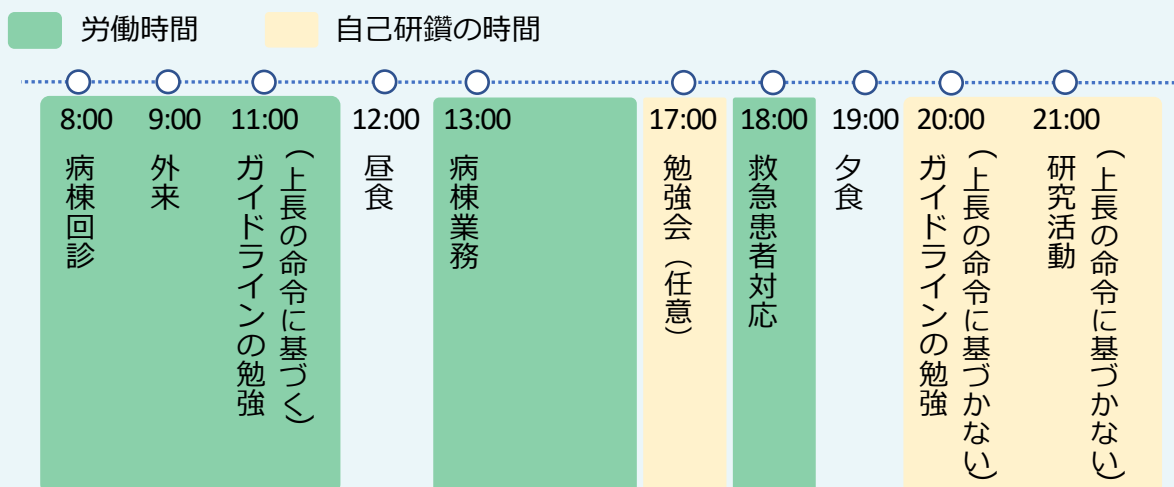 労働時間
自己研鑽の時間
8:00
病棟回診
9:00
外来
11:00
(上長の命令に基づく)
ガイドラインの勉強
12:00
昼食
13:00
病棟業務
17:00
勉強会(任意)
18:00
救急患者対応
19:00
夕食
20:00
(上長の命令に基づかない)
ガイドラインの勉強
21:00
(上長の命令に基づかない)
研究活動